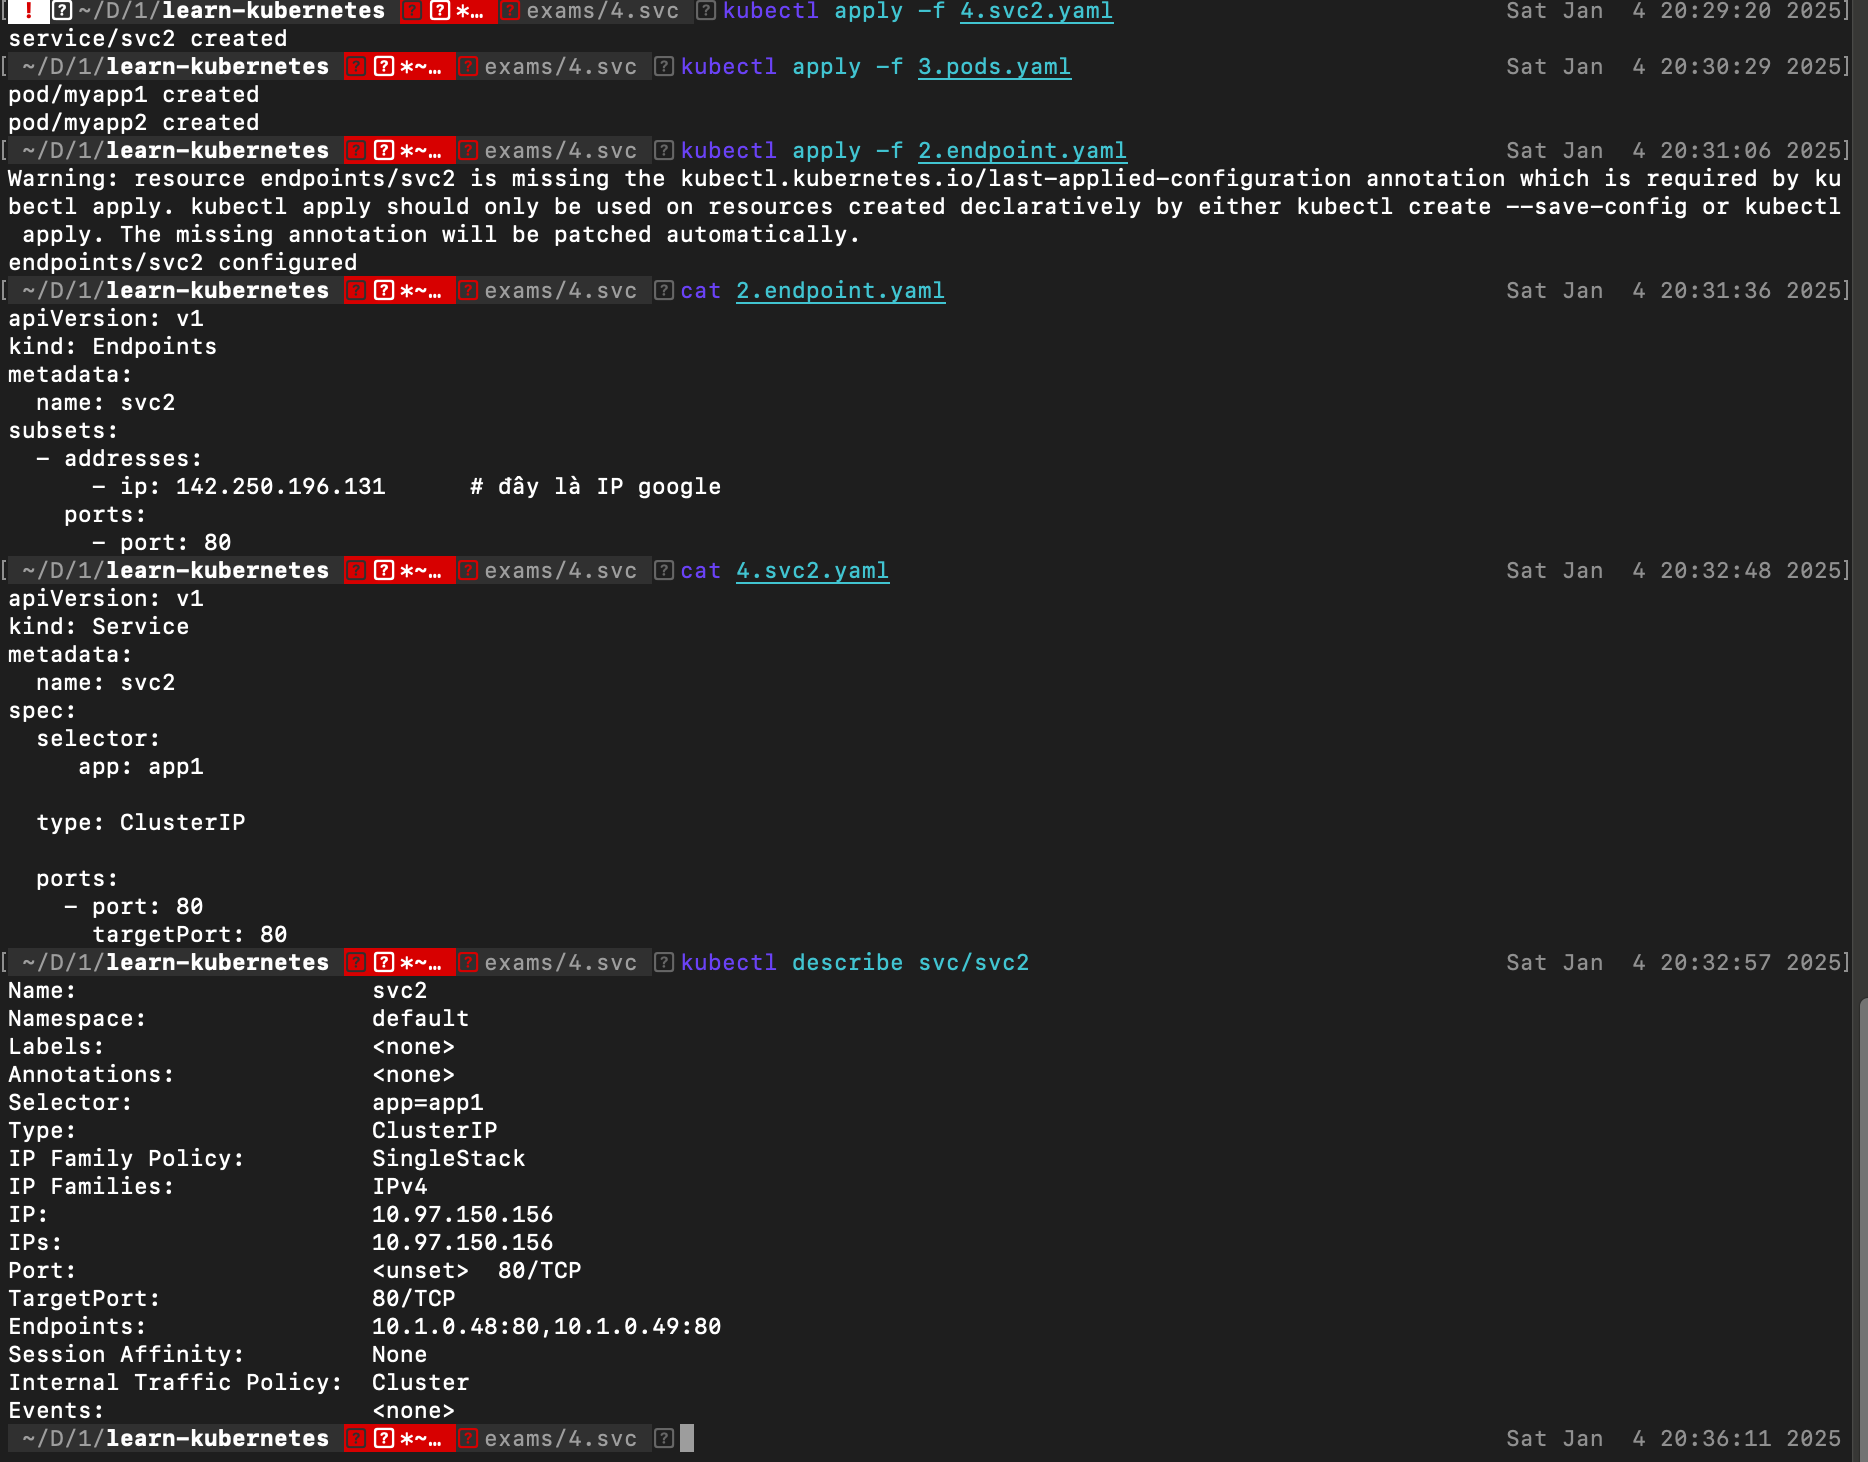 [ ! ? ~/D/1/learn-kubernetes ? ? *… ? exams/4.svc ? kubectl apply -f 4.svc2.yaml Sat Jan  4 20:29:20 2025]
service/svc2 created
[ ~/D/1/learn-kubernetes ? ? *~… ? exams/4.svc ? kubectl apply -f 3.pods.yaml Sat Jan  4 20:30:29 2025]
pod/myapp1 created
pod/myapp2 created
[ ~/D/1/learn-kubernetes ? ? *~… ? exams/4.svc ? kubectl apply -f 2.endpoint.yaml Sat Jan  4 20:31:06 2025]
Warning: resource endpoints/svc2 is missing the kubectl.kubernetes.io/last-applied-configuration annotation which is required by ku
bectl apply. kubectl apply should only be used on resources created declaratively by either kubectl create --save-config or kubectl
 apply. The missing annotation will be patched automatically.
endpoints/svc2 configured
[ ~/D/1/learn-kubernetes ? ? *~… ? exams/4.svc ? cat 2.endpoint.yaml Sat Jan  4 20:31:36 2025]
apiVersion: v1
kind: Endpoints
metadata:
  name: svc2
subsets:
  - addresses:
      - ip: 142.250.196.131      # đây là IP google
    ports:
      - port: 80
[ ~/D/1/learn-kubernetes ? ? *~… ? exams/4.svc ? cat 4.svc2.yaml Sat Jan  4 20:32:48 2025]
apiVersion: v1
kind: Service
metadata:
  name: svc2
spec:
  selector:
     app: app1
  type: ClusterIP
  ports:
    - port: 80
      targetPort: 80
[ ~/D/1/learn-kubernetes ? ? *~… ? exams/4.svc ? kubectl describe svc/svc2 Sat Jan  4 20:32:57 2025]
Name:                     svc2
Namespace:                default
Labels:                   <none>
Annotations:              <none>
Selector:                 app=app1
Type:                     ClusterIP
IP Family Policy:         SingleStack
IP Families:              IPv4
IP:                       10.97.150.156
IPs:                      10.97.150.156
Port:                     <unset>  80/TCP
TargetPort:               80/TCP
Endpoints:                10.1.0.48:80,10.1.0.49:80
Session Affinity:         None
Internal Traffic Policy:  Cluster
Events:                   <none>
 ~/D/1/learn-kubernetes ? ? *~… ? exams/4.svc ? Sat Jan  4 20:36:11 2025